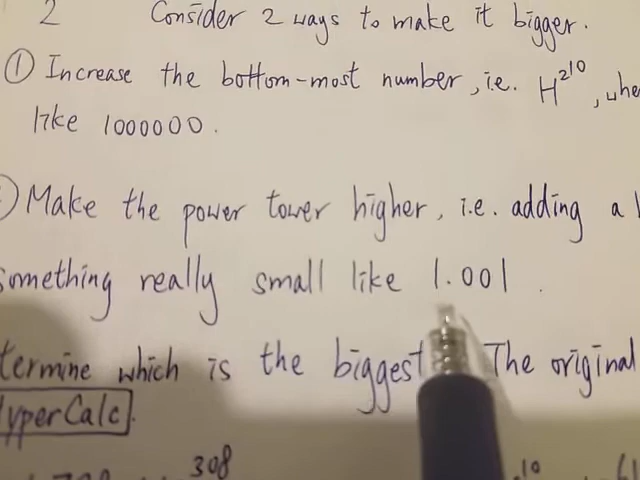 2 Consider 2 ways to make it bigger.
① Increase the bottom-most number, i.e. H^2^10, whe
like 1000000.
Make the power tower higher, i.e. adding a
something really small like 1.001.
termine which is the biggest The original
HyperCalc.
308
10